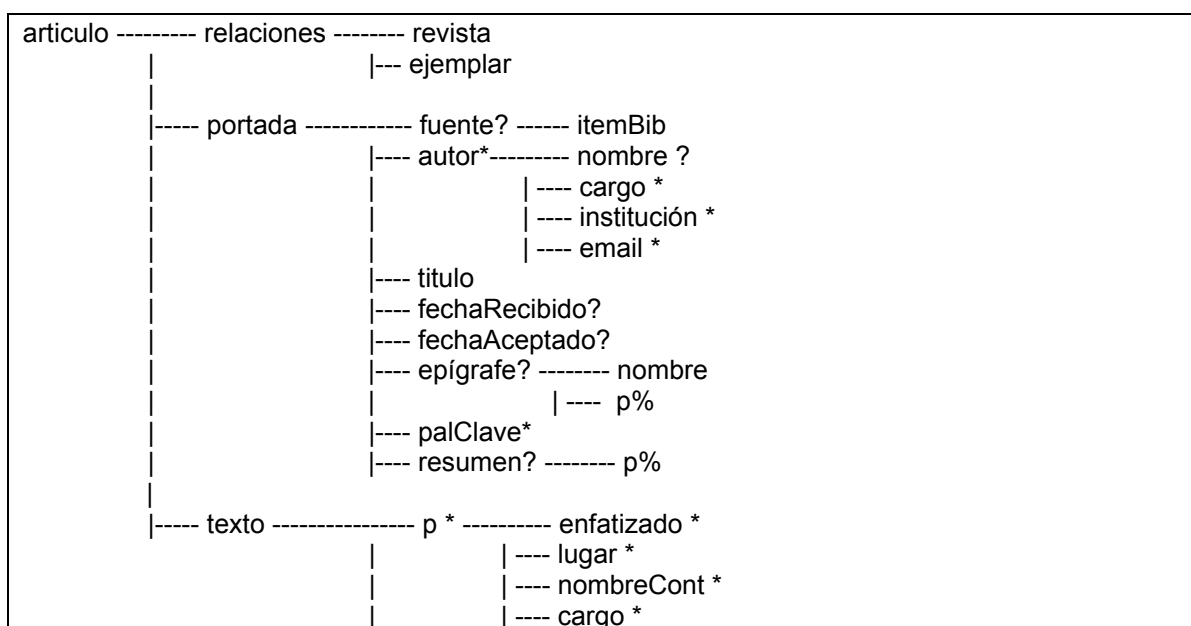 articulo --------- relaciones -------- revista
| |--- ejemplar
|
|----- portada ------------ fuente? ------ itemBib
| |---- autor*--------- nombre ?
| | | ---- cargo *
| | | ---- institución *
| | | ---- email *
| |---- titulo
| |---- fechaRecibido?
| |---- fechaAceptado?
| |---- epígrafe? -------- nombre
| | | ---- p%
| |---- palClave*
| |---- resumen? -------- p%
|
|----- texto ---------------- p * ---------- enfatizado *
| | ---- lugar *
| | ---- nombreCont *
| | ---- cargo *